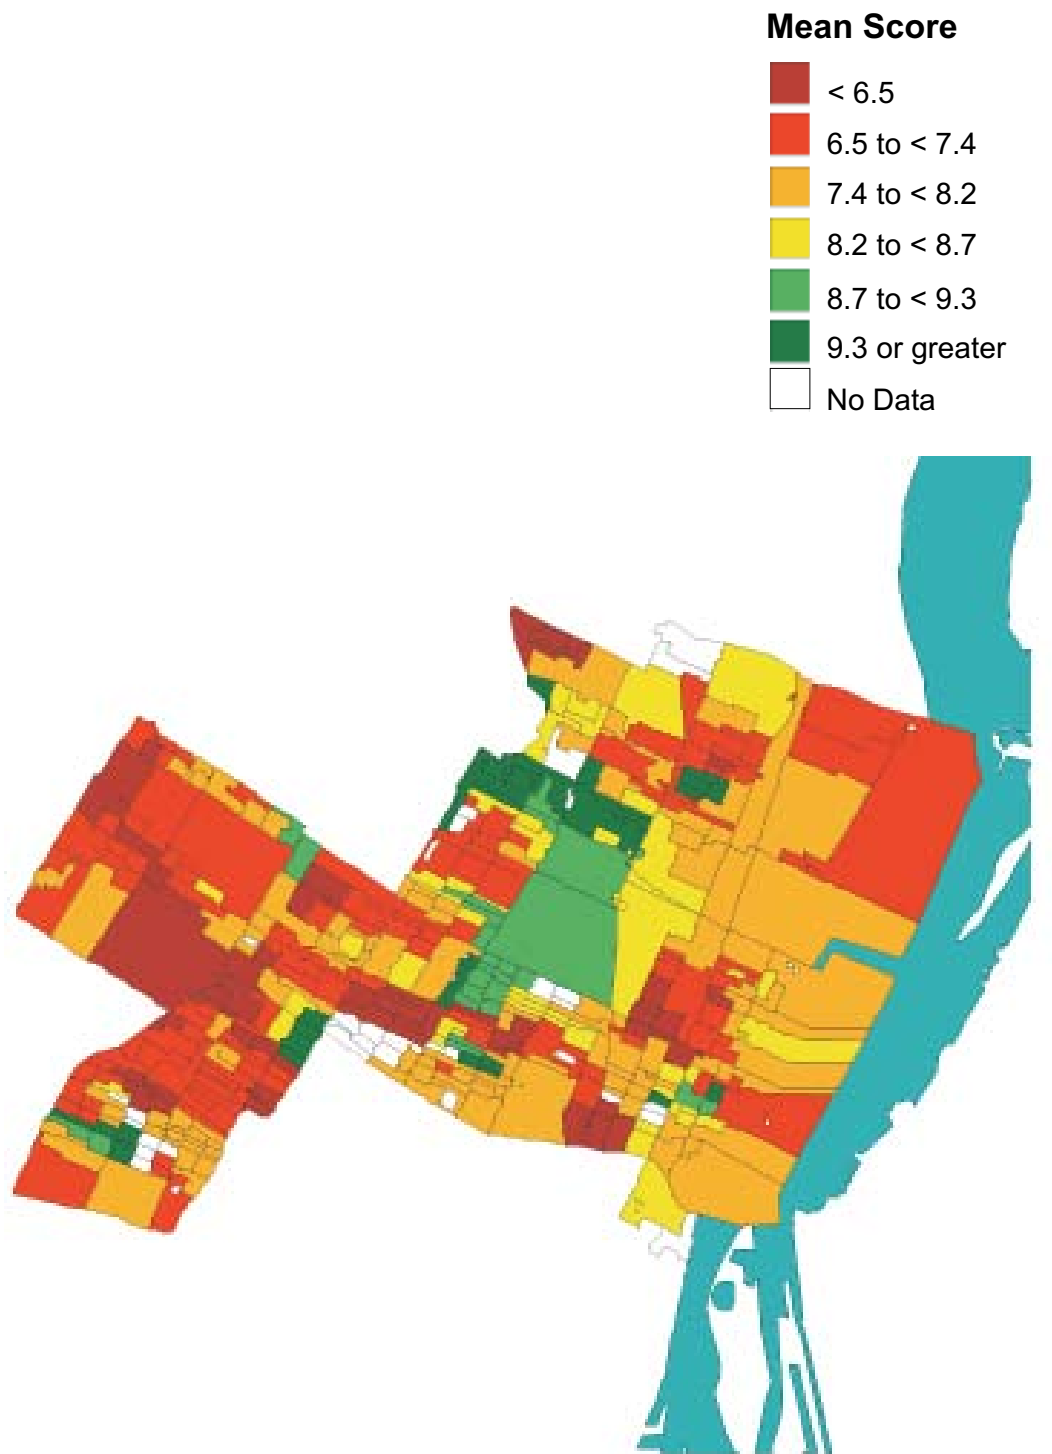 Mean Score
< 6.5
6.5 to < 7.4
7.4 to < 8.2
8.2 to < 8.7
8.7 to < 9.3
9.3 or greater
No Data